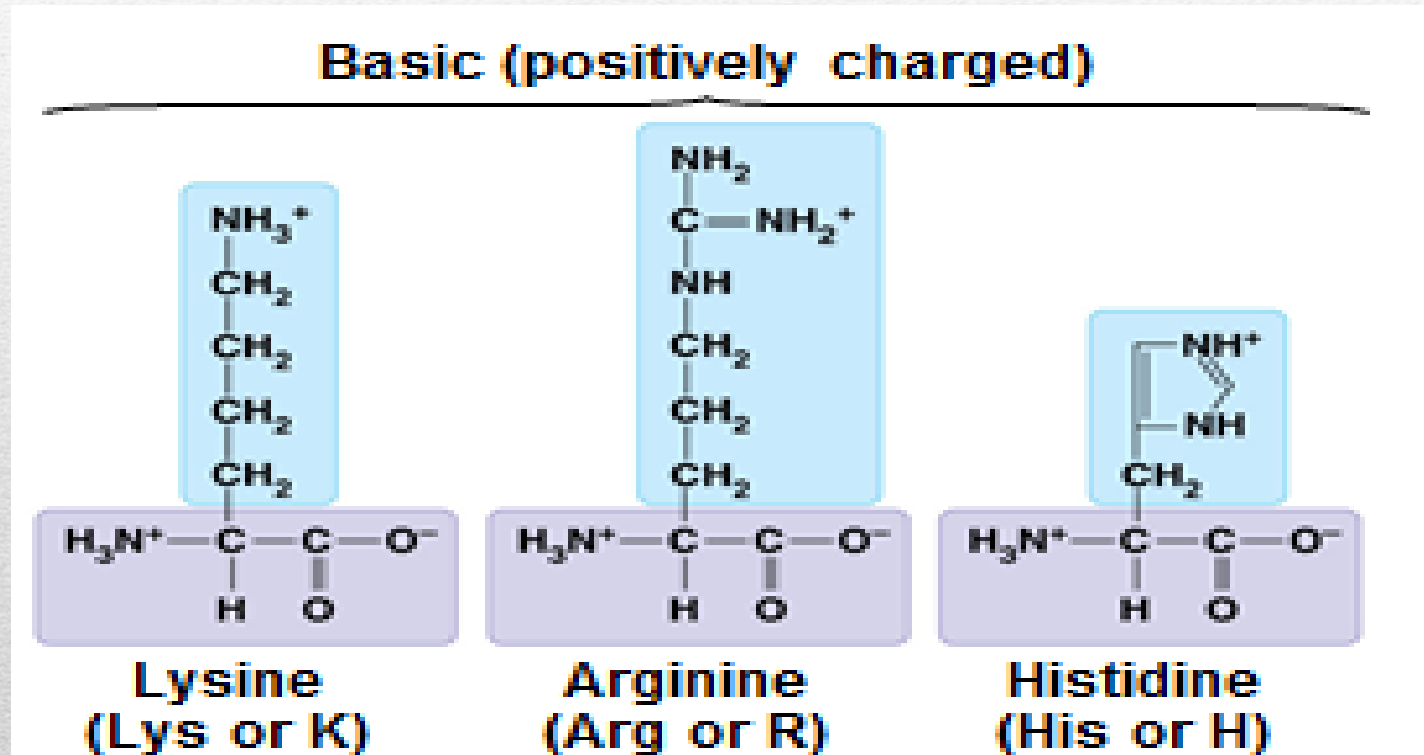 Basic (positively charged)
NH₃⁺
CH₂
CH₂
CH₂
CH₂
H₃N⁺ C C O⁻
H O
Lysine
(Lys or K)
NH₂
C NH₂⁺
NH
CH₂
CH₂
CH₂
H₃N⁺ C C O⁻
H O
Arginine
(Arg or R)
NH⁺
NH
CH₂
H₃N⁺ C C O⁻
H O
Histidine
(His or H)